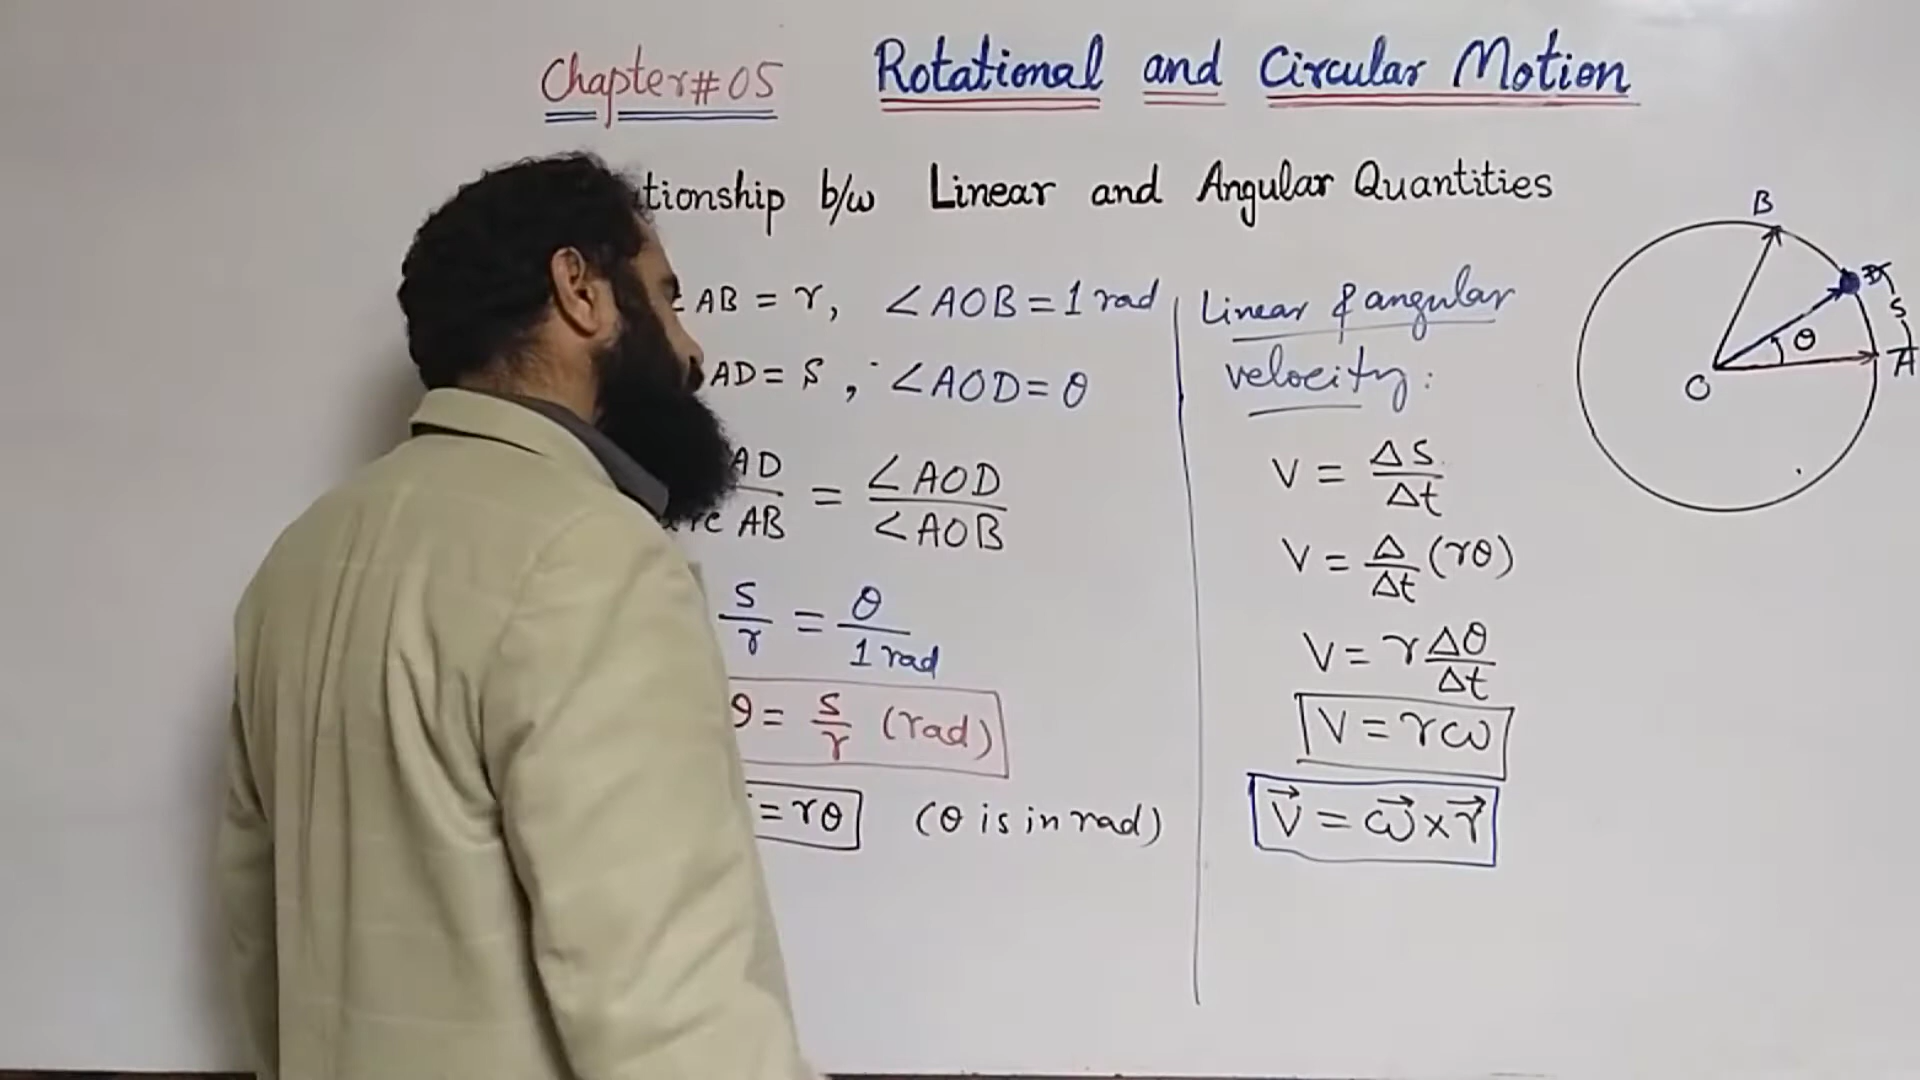 Chapter#05 Rotational and Circular Motion
b/w Linear and Angular Quantities
AB = r, ∠AOB = 1 rad
AD = S, ∠AOD = θ
AD / AB = ∠AOD / ∠AOB
S/r = θ/1 rad
θ = S/r (rad)
= rθ (θ is in rad)
Linear & angular
velocity:
V = ΔS/Δt
V = Δ/Δt (rθ)
V = r Δθ/Δt
V = rω
V⃗ = ω⃗ × r⃗
B
D
S
θ
A
O